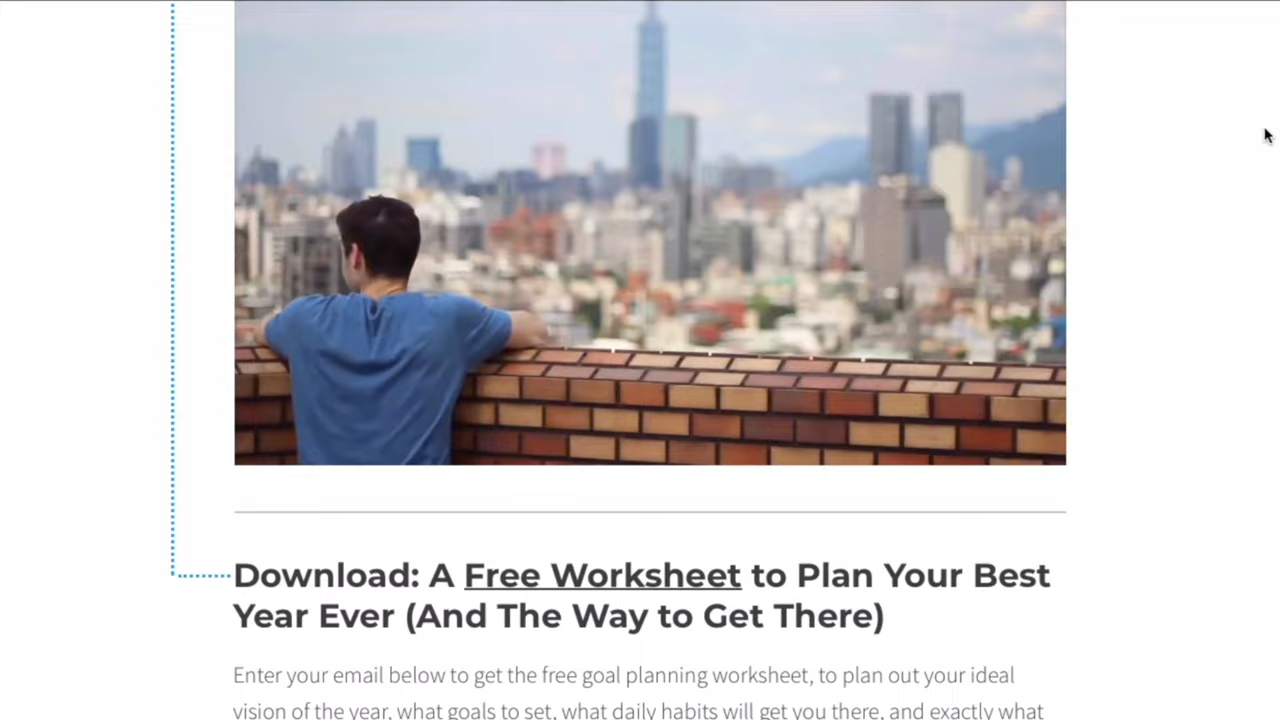 Download: A Free Worksheet to Plan Your Best
Year Ever (And The Way to Get There)
Enter your email below to get the free goal planning worksheet, to plan out your ideal
vision of the year, what goals to set, what daily habits will get you there, and exactly what